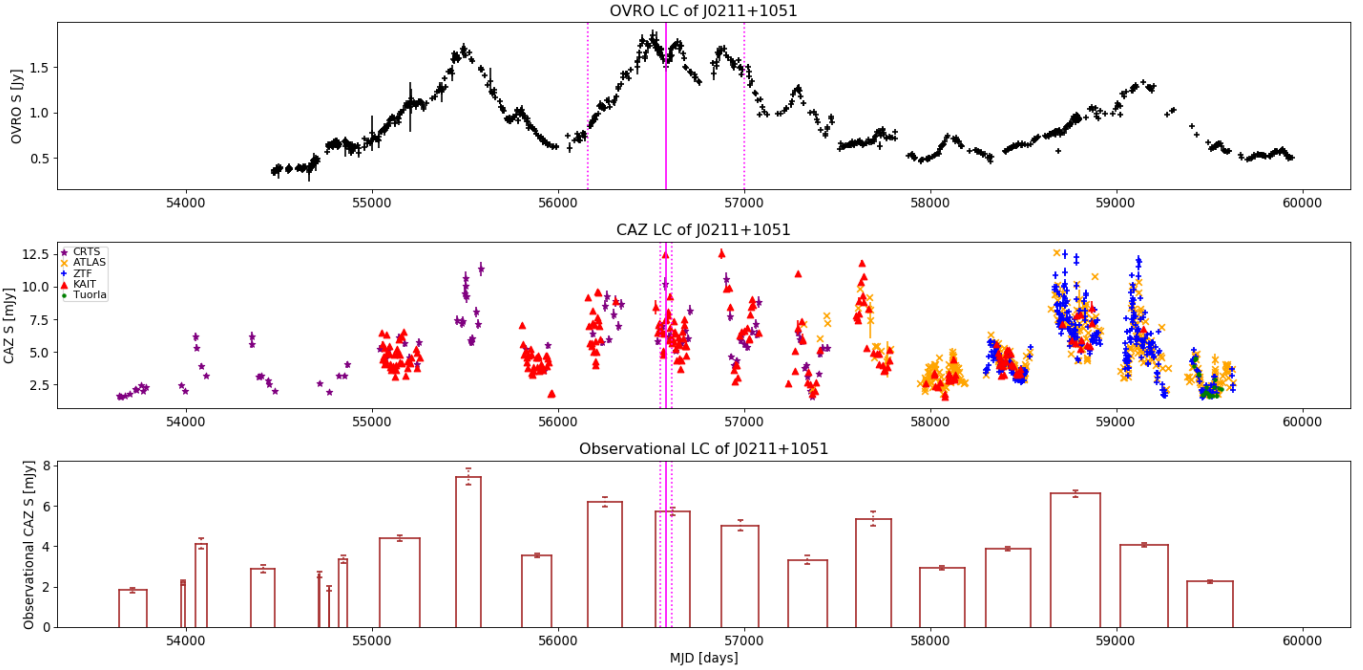 OVRO LC of J0211+1051
OVRO S [Jy]
1.5
1.0
0.5
54000 55000 56000 57000 58000 59000 60000
CAZ LC of J0211+1051
CAZ S [mJy]
12.5
10.0
7.5
5.0
2.5
CRTS
ATLAS
ZTF
KAIT
Tuorla
54000 55000 56000 57000 58000 59000 60000
Observational LC of J0211+1051
Observational CAZ S [mJy]
8
6
4
2
0
54000 55000 56000 57000 58000 59000 60000
MJD [days]